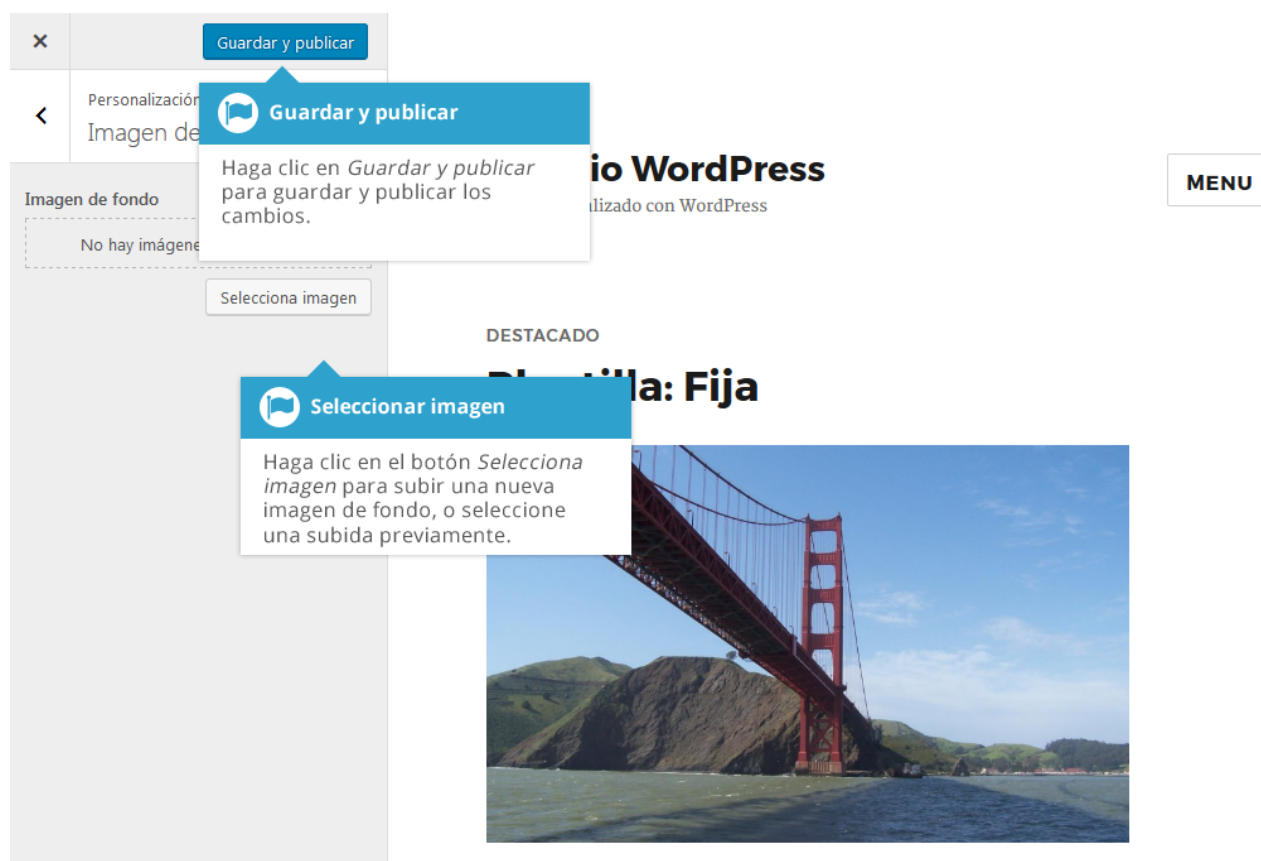 Guardar y publicar
Personalización
Imagen de
Guardar y publicar
Haga clic en Guardar y publicar
para guardar y publicar los
cambios.
Imagen de fondo
No hay imágene
Selecciona imagen
Seleccionar imagen
Haga clic en el botón Selecciona
imagen para subir una nueva
imagen de fondo, o seleccione
una subida previamente.
io WordPress
lizado con WordPress
MENU
DESTACADO
la: Fija